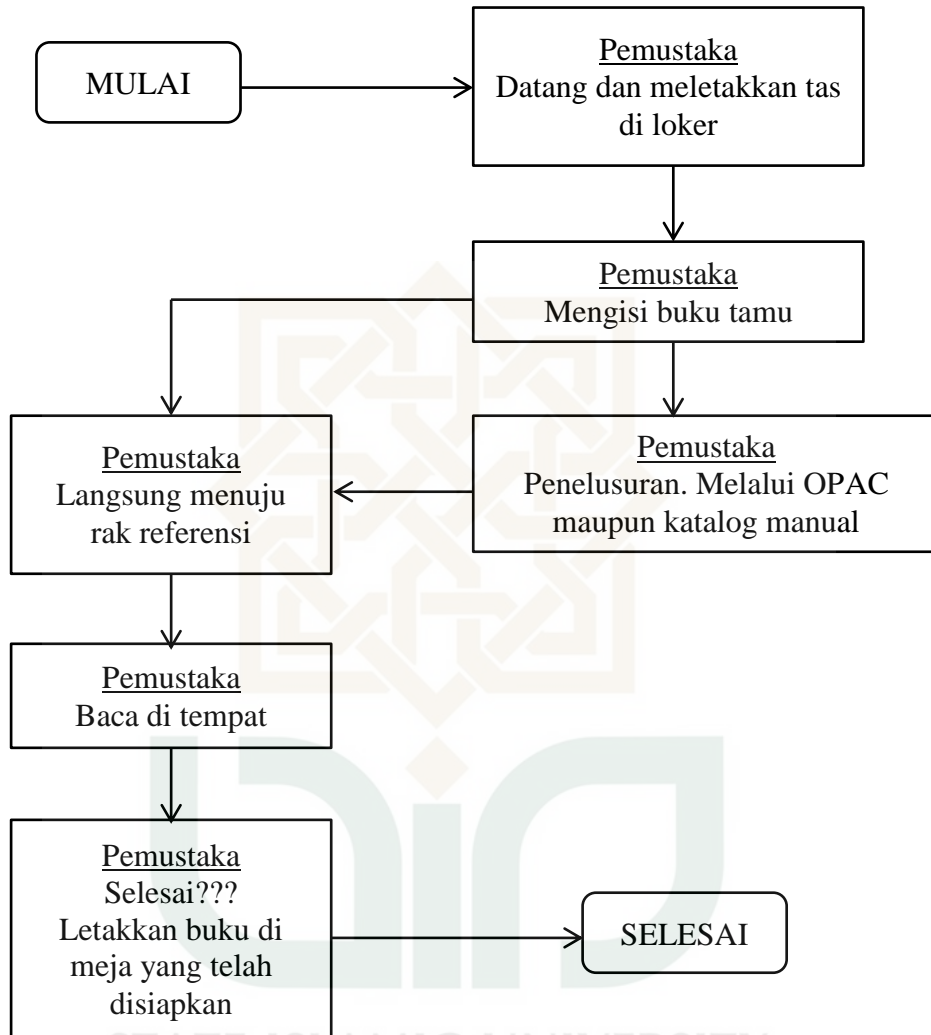 MULAI
Pemustaka
Datang dan meletakkan tas
di loker
Pemustaka
Mengisi buku tamu
Pemustaka
Langsung menuju
rak referensi
Pemustaka
Penelusuran. Melalui OPAC
maupun katalog manual
Pemustaka
Baca di tempat
Pemustaka
Selesai???
Letakkan buku di
meja yang telah
disiapkan
SELESAI